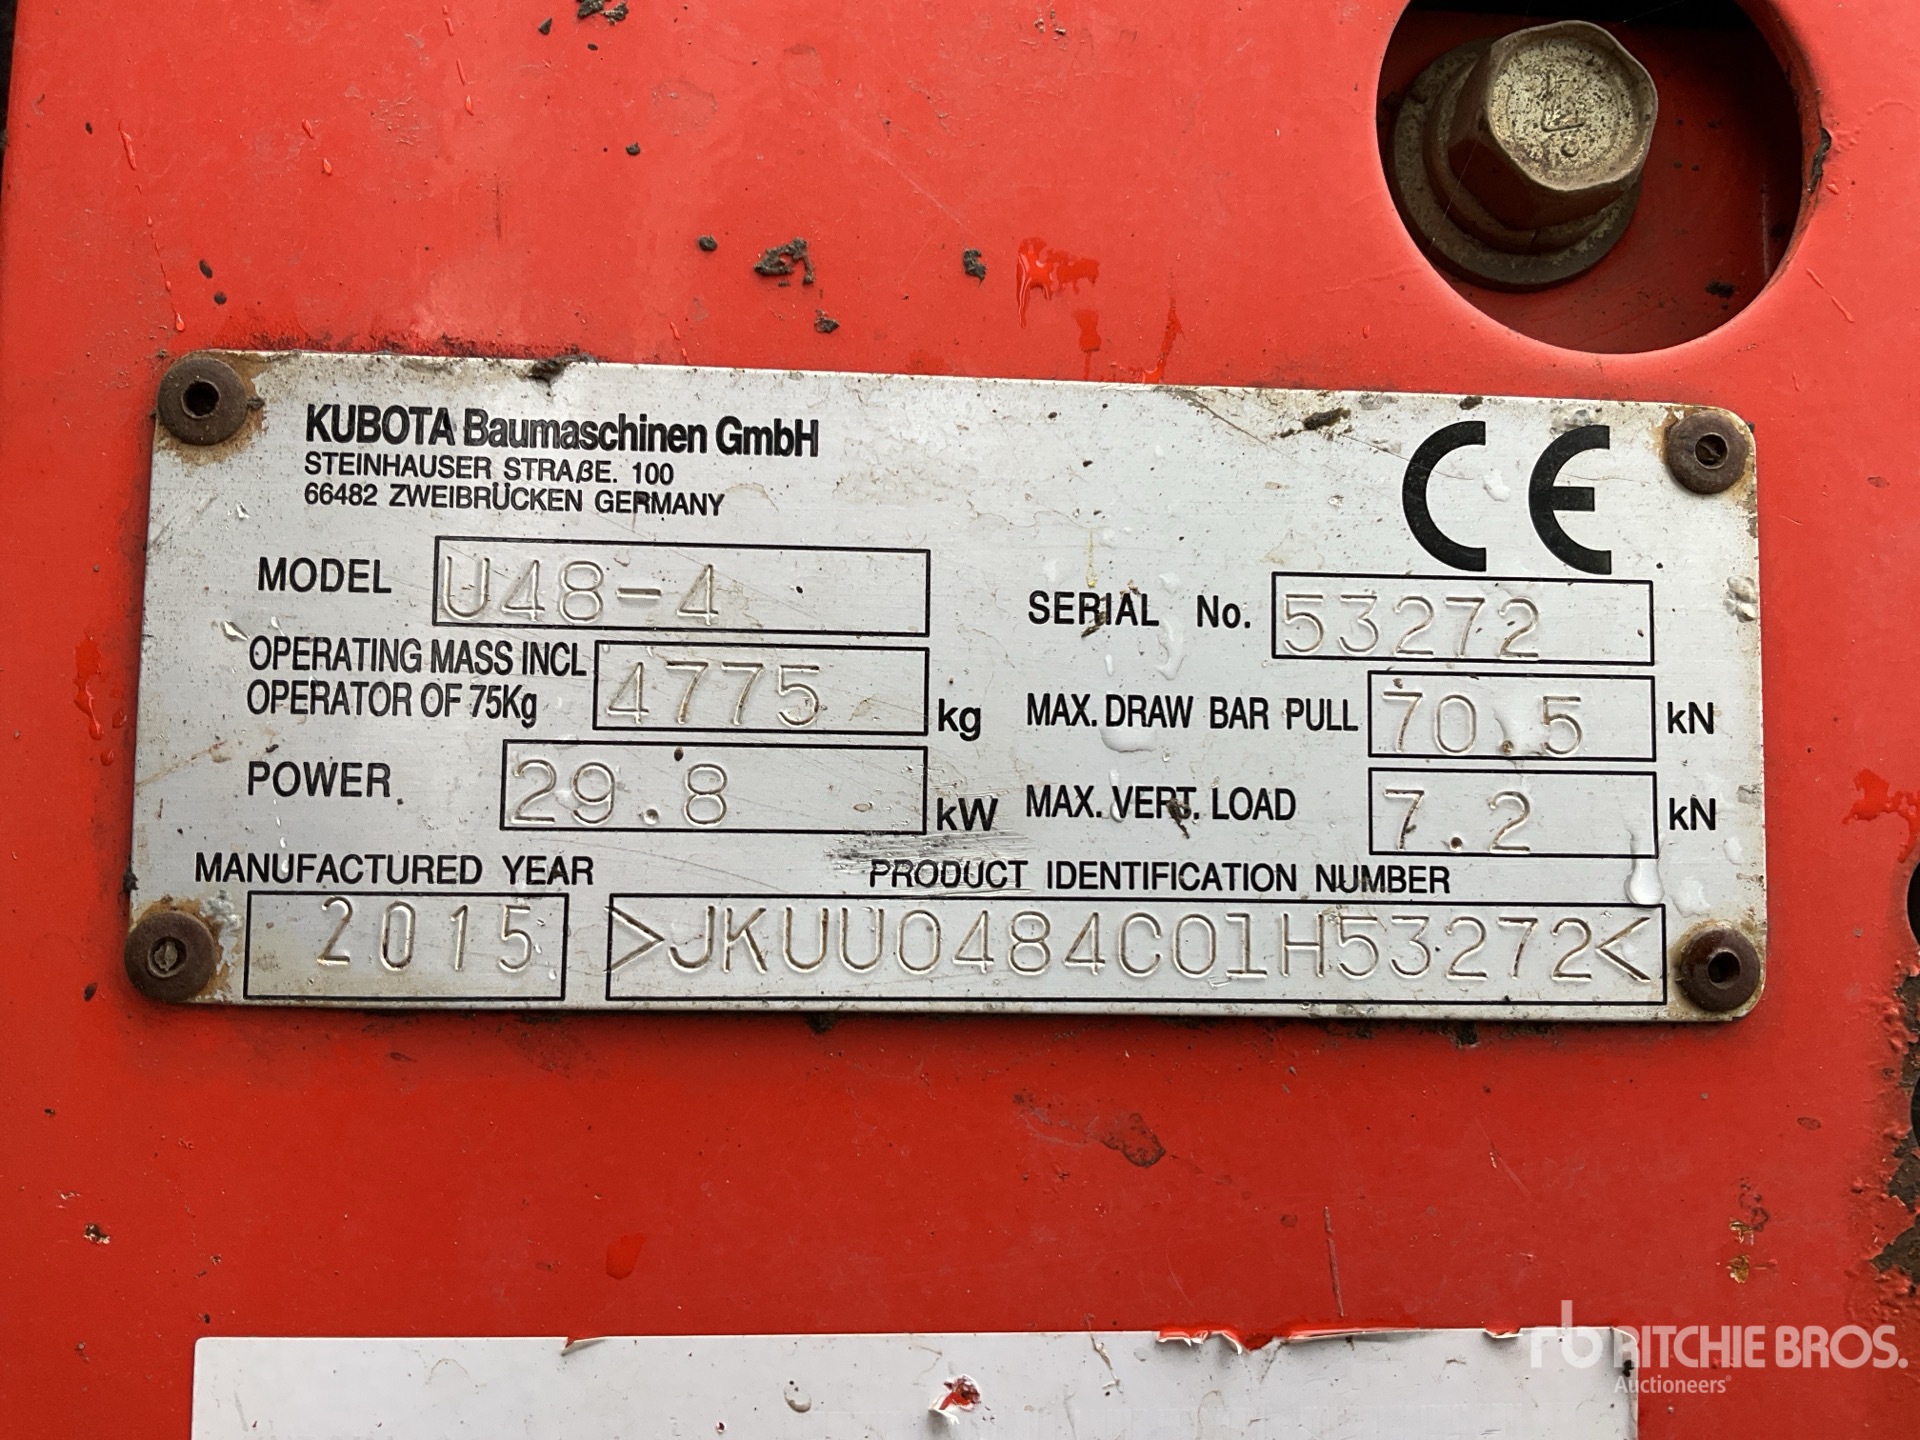 KUBOTA Baumaschinen GmbH
STEINHAUSER STRAßE. 100
66482 ZWEIBRÜCKEN GERMANY
CE
MODEL U48-4
SERIAL No. 53272
OPERATING MASS INCL
OPERATOR OF 75Kg 4775 kg
MAX. DRAW BAR PULL 70.5 kN
POWER 29.8 kW
MAX. VERT. LOAD 7.2 kN
MANUFACTURED YEAR
2015
PRODUCT IDENTIFICATION NUMBER
>JKUU0484C01H53272<
rb RITCHIE BROS.
Auctioneers